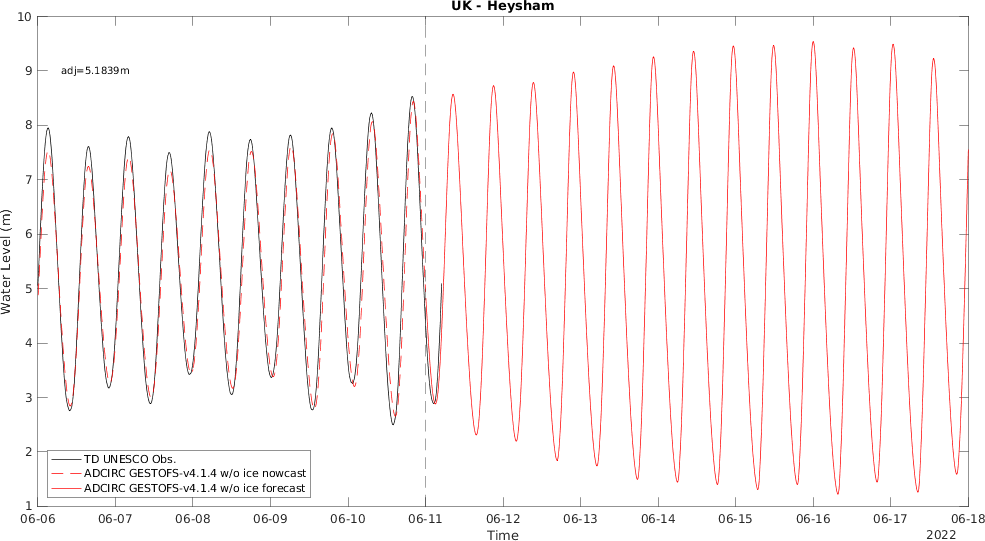 UK - Heysham
adj=5.1839m
Water Level (m)
10
9
8
7
6
5
4
3
2
1
TD UNESCO Obs.
ADCIRC GESTOFS-v4.1.4 w/o ice nowcast
ADCIRC GESTOFS-v4.1.4 w/o ice forecast
06-06 06-07 06-08 06-09 06-10 06-11 06-12 06-13 06-14 06-15 06-16 06-17 06-18
Time
2022